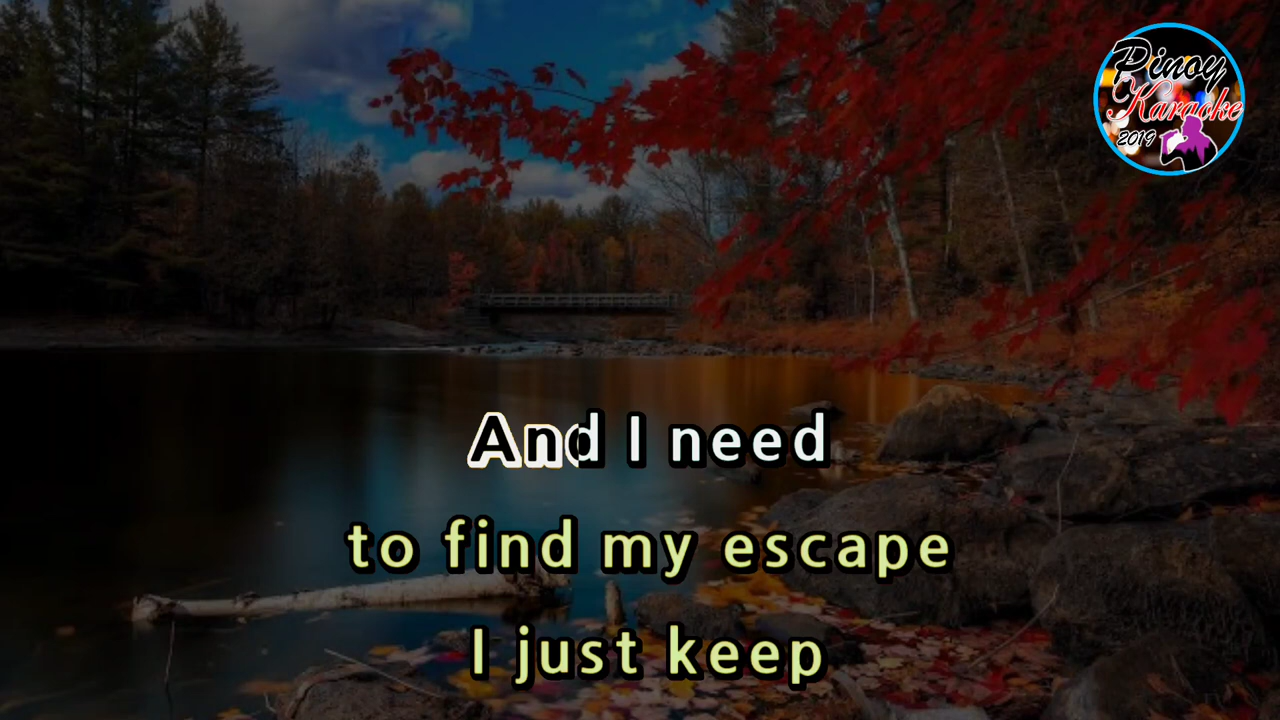 Pinoy
Karaoke
2019
And I need
to find my escape
I just keep